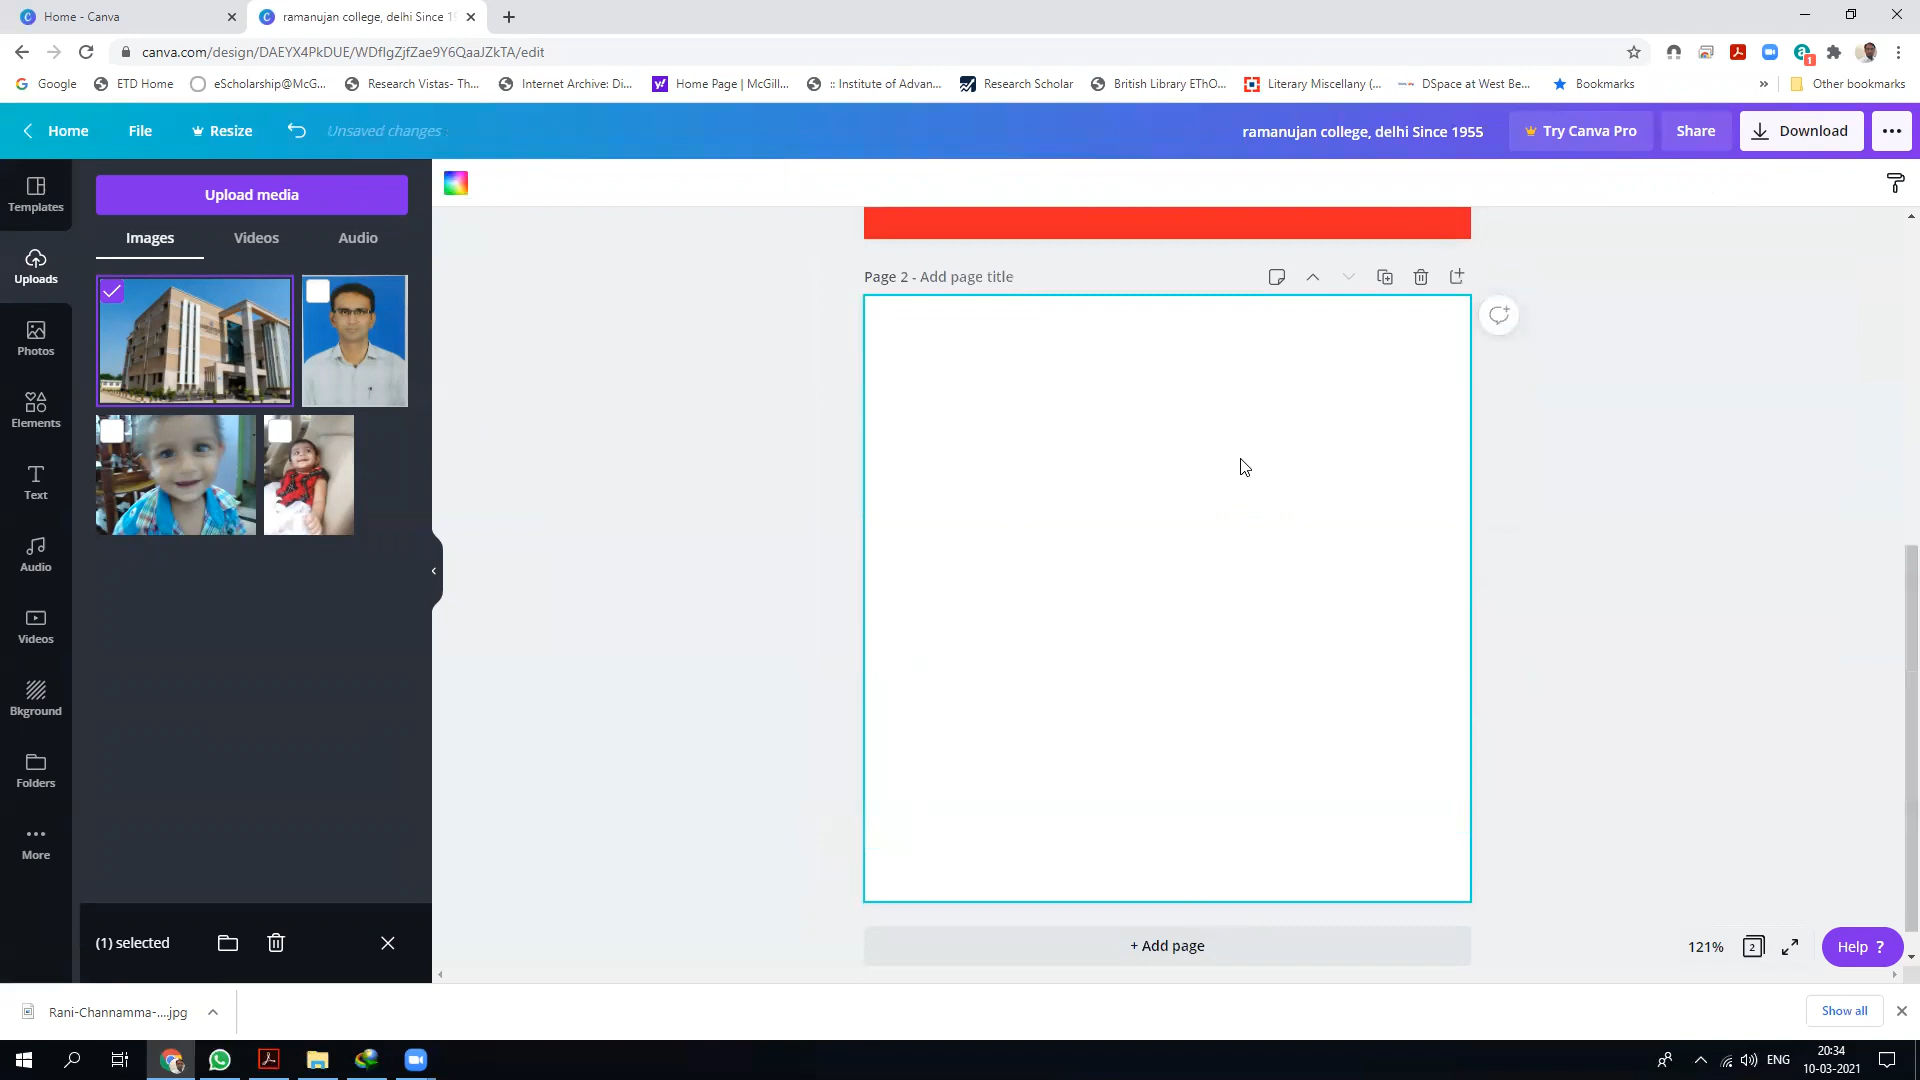 Home - Canva
ramanujan college, delhi Since 1
canva.com/design/DAEYX4PkDUE/WDfIgZjfZae9Y6QaaJZkTA/edit
1
Google
ETD Home
eScholarship@McG...
Research Vistas- Th...
Internet Archive: Di...
Home Page | McGill...
:: Institute of Advan...
Research Scholar
British Library EThO...
Literary Miscellany (...
DSpace at West Be...
Bookmarks
»
Other bookmarks
Home
File
Resize
Unsaved changes
ramanujan college, delhi Since 1955
Try Canva Pro
Share
Download
Templates
Uploads
Photos
Elements
Text
Audio
Videos
Bkground
Folders
More
Upload media
Images
Videos
Audio
(1) selected
Page 2 - Add page title
+ Add page
121%
2
Help ?
Rani-Channamma-....jpg
Show all
ENG
20:34
10-03-2021